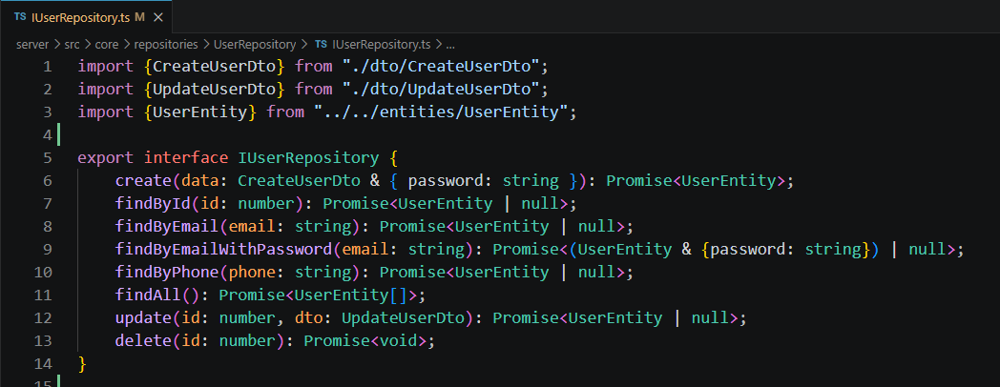 TS IUserRepository.ts M ×
server > src > core > repositories > UserRepository > TS IUserRepository.ts > ...
1 import {CreateUserDto} from "./dto/CreateUserDto";
2 import {UpdateUserDto} from "./dto/UpdateUserDto";
3 import {UserEntity} from "../../entities/UserEntity";
4
5 export interface IUserRepository {
6     create(data: CreateUserDto & { password: string }): Promise<UserEntity>;
7     findById(id: number): Promise<UserEntity | null>;
8     findByEmail(email: string): Promise<UserEntity | null>;
9     findByEmailWithPassword(email: string): Promise<(UserEntity & {password: string}) | null>;
10     findByPhone(phone: string): Promise<UserEntity | null>;
11     findAll(): Promise<UserEntity[]>;
12     update(id: number, dto: UpdateUserDto): Promise<UserEntity | null>;
13     delete(id: number): Promise<void>;
14 }
15